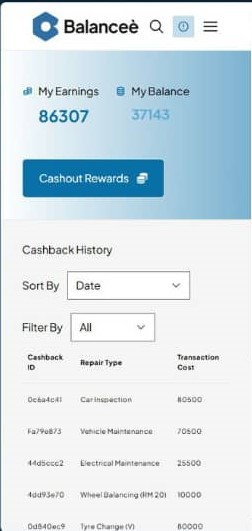 Balanceè
My Earnings My Balance
86307 37143
Cashout Rewards
Cashback History
Sort By Date
Filter By All
Cashback ID Repair Type Transaction Cost
0c6a4c41 Car Inspection 80500
Fa79e873 Vehicle Maintenance 70500
44d5ccc2 Electrical Maintenance 25500
4dd93e70 Wheel Balancing (RM 20) 10000
0d840ec9 Tyre Change (V) 80000